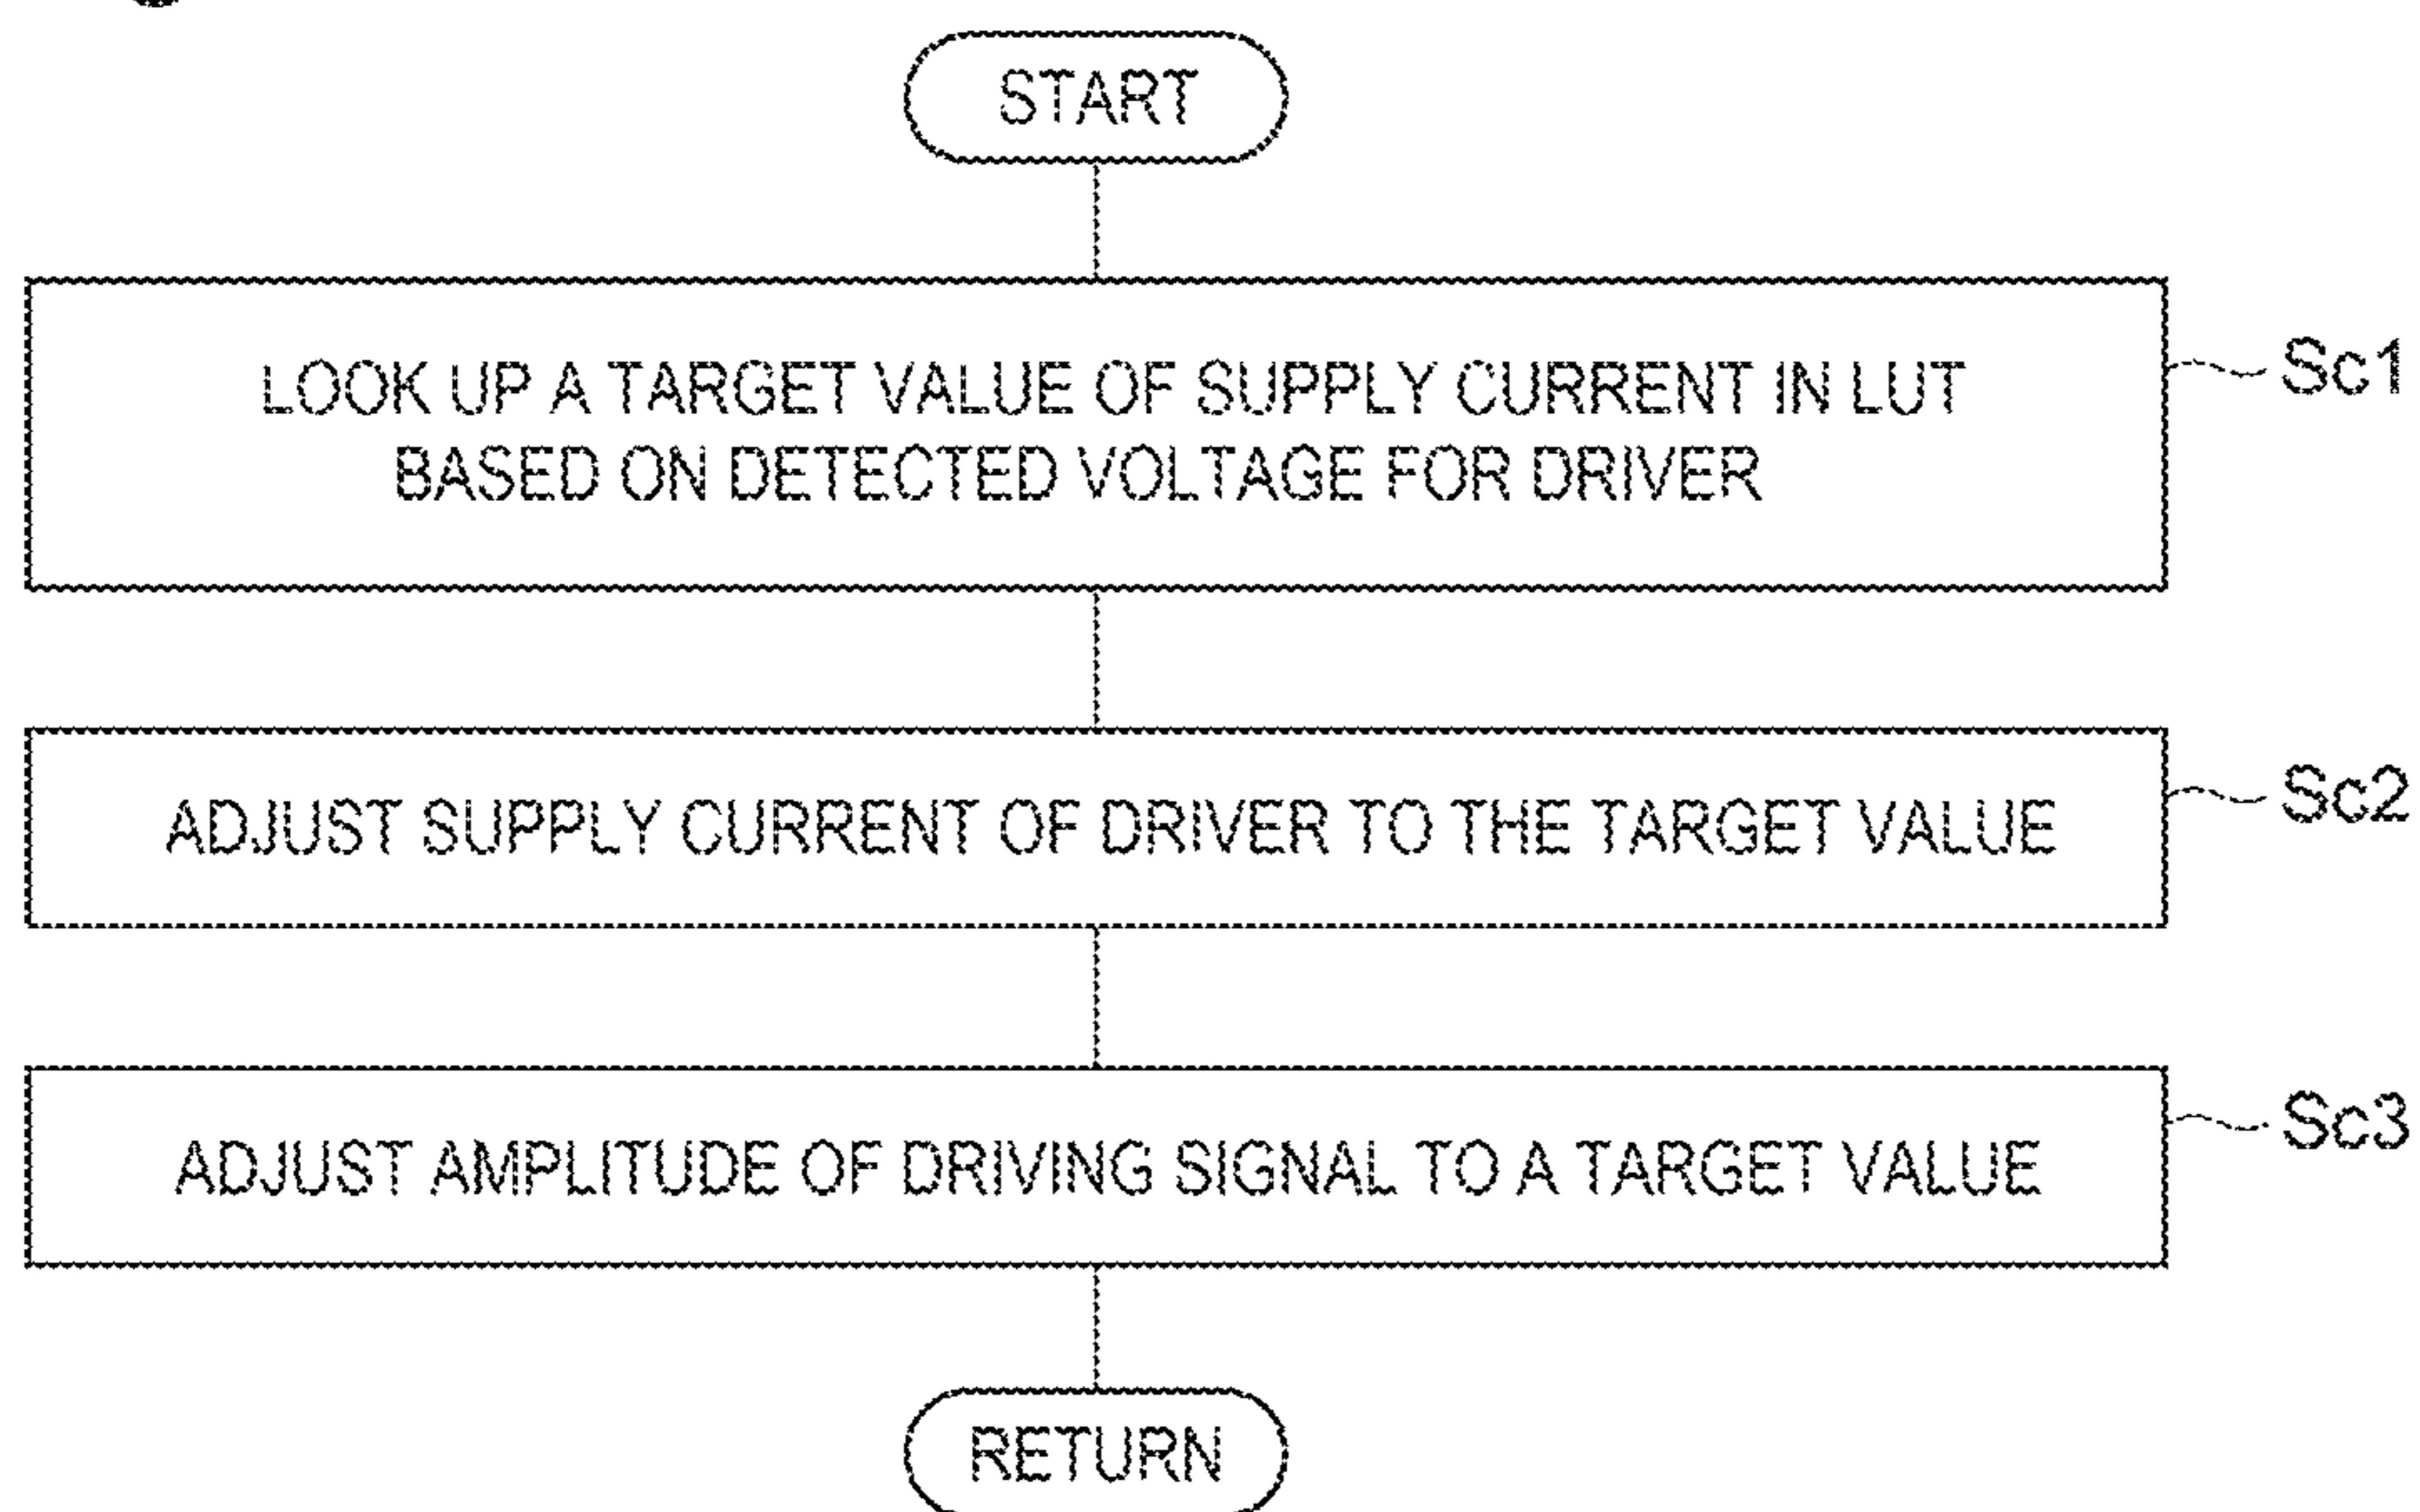 START
LOOK UP A TARGET VALUE OF SUPPLY CURRENT IN LUT
BASED ON DETECTED VOLTAGE FOR DRIVER
Sc1
ADJUST SUPPLY CURRENT OF DRIVER TO THE TARGET VALUE
Sc2
ADJUST AMPLITUDE OF DRIVING SIGNAL TO A TARGET VALUE
Sc3
RETURN